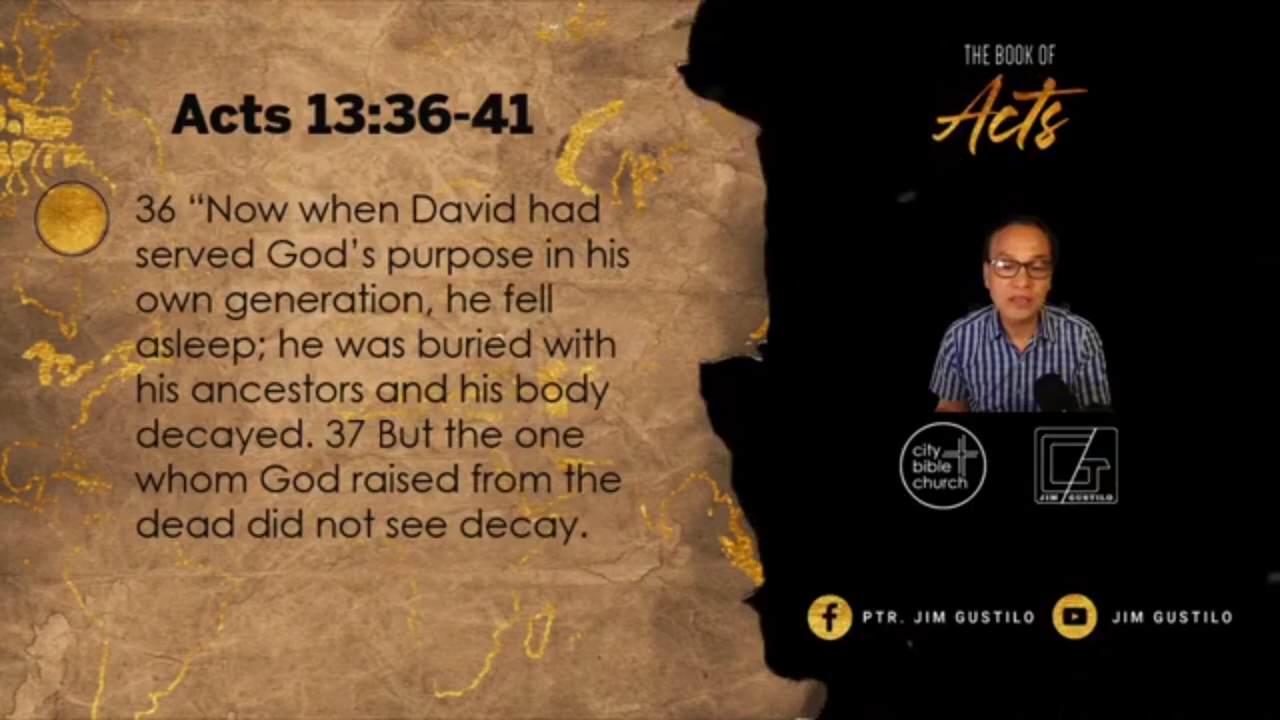 Acts 13:36-41
36 “Now when David had
served God’s purpose in his
own generation, he fell
asleep; he was buried with
his ancestors and his body
decayed. 37 But the one
whom God raised from the
dead did not see decay.
THE BOOK OF
Acts
city
bible
church
JIM GUSTILO
PTR. JIM GUSTILO
JIM GUSTILO